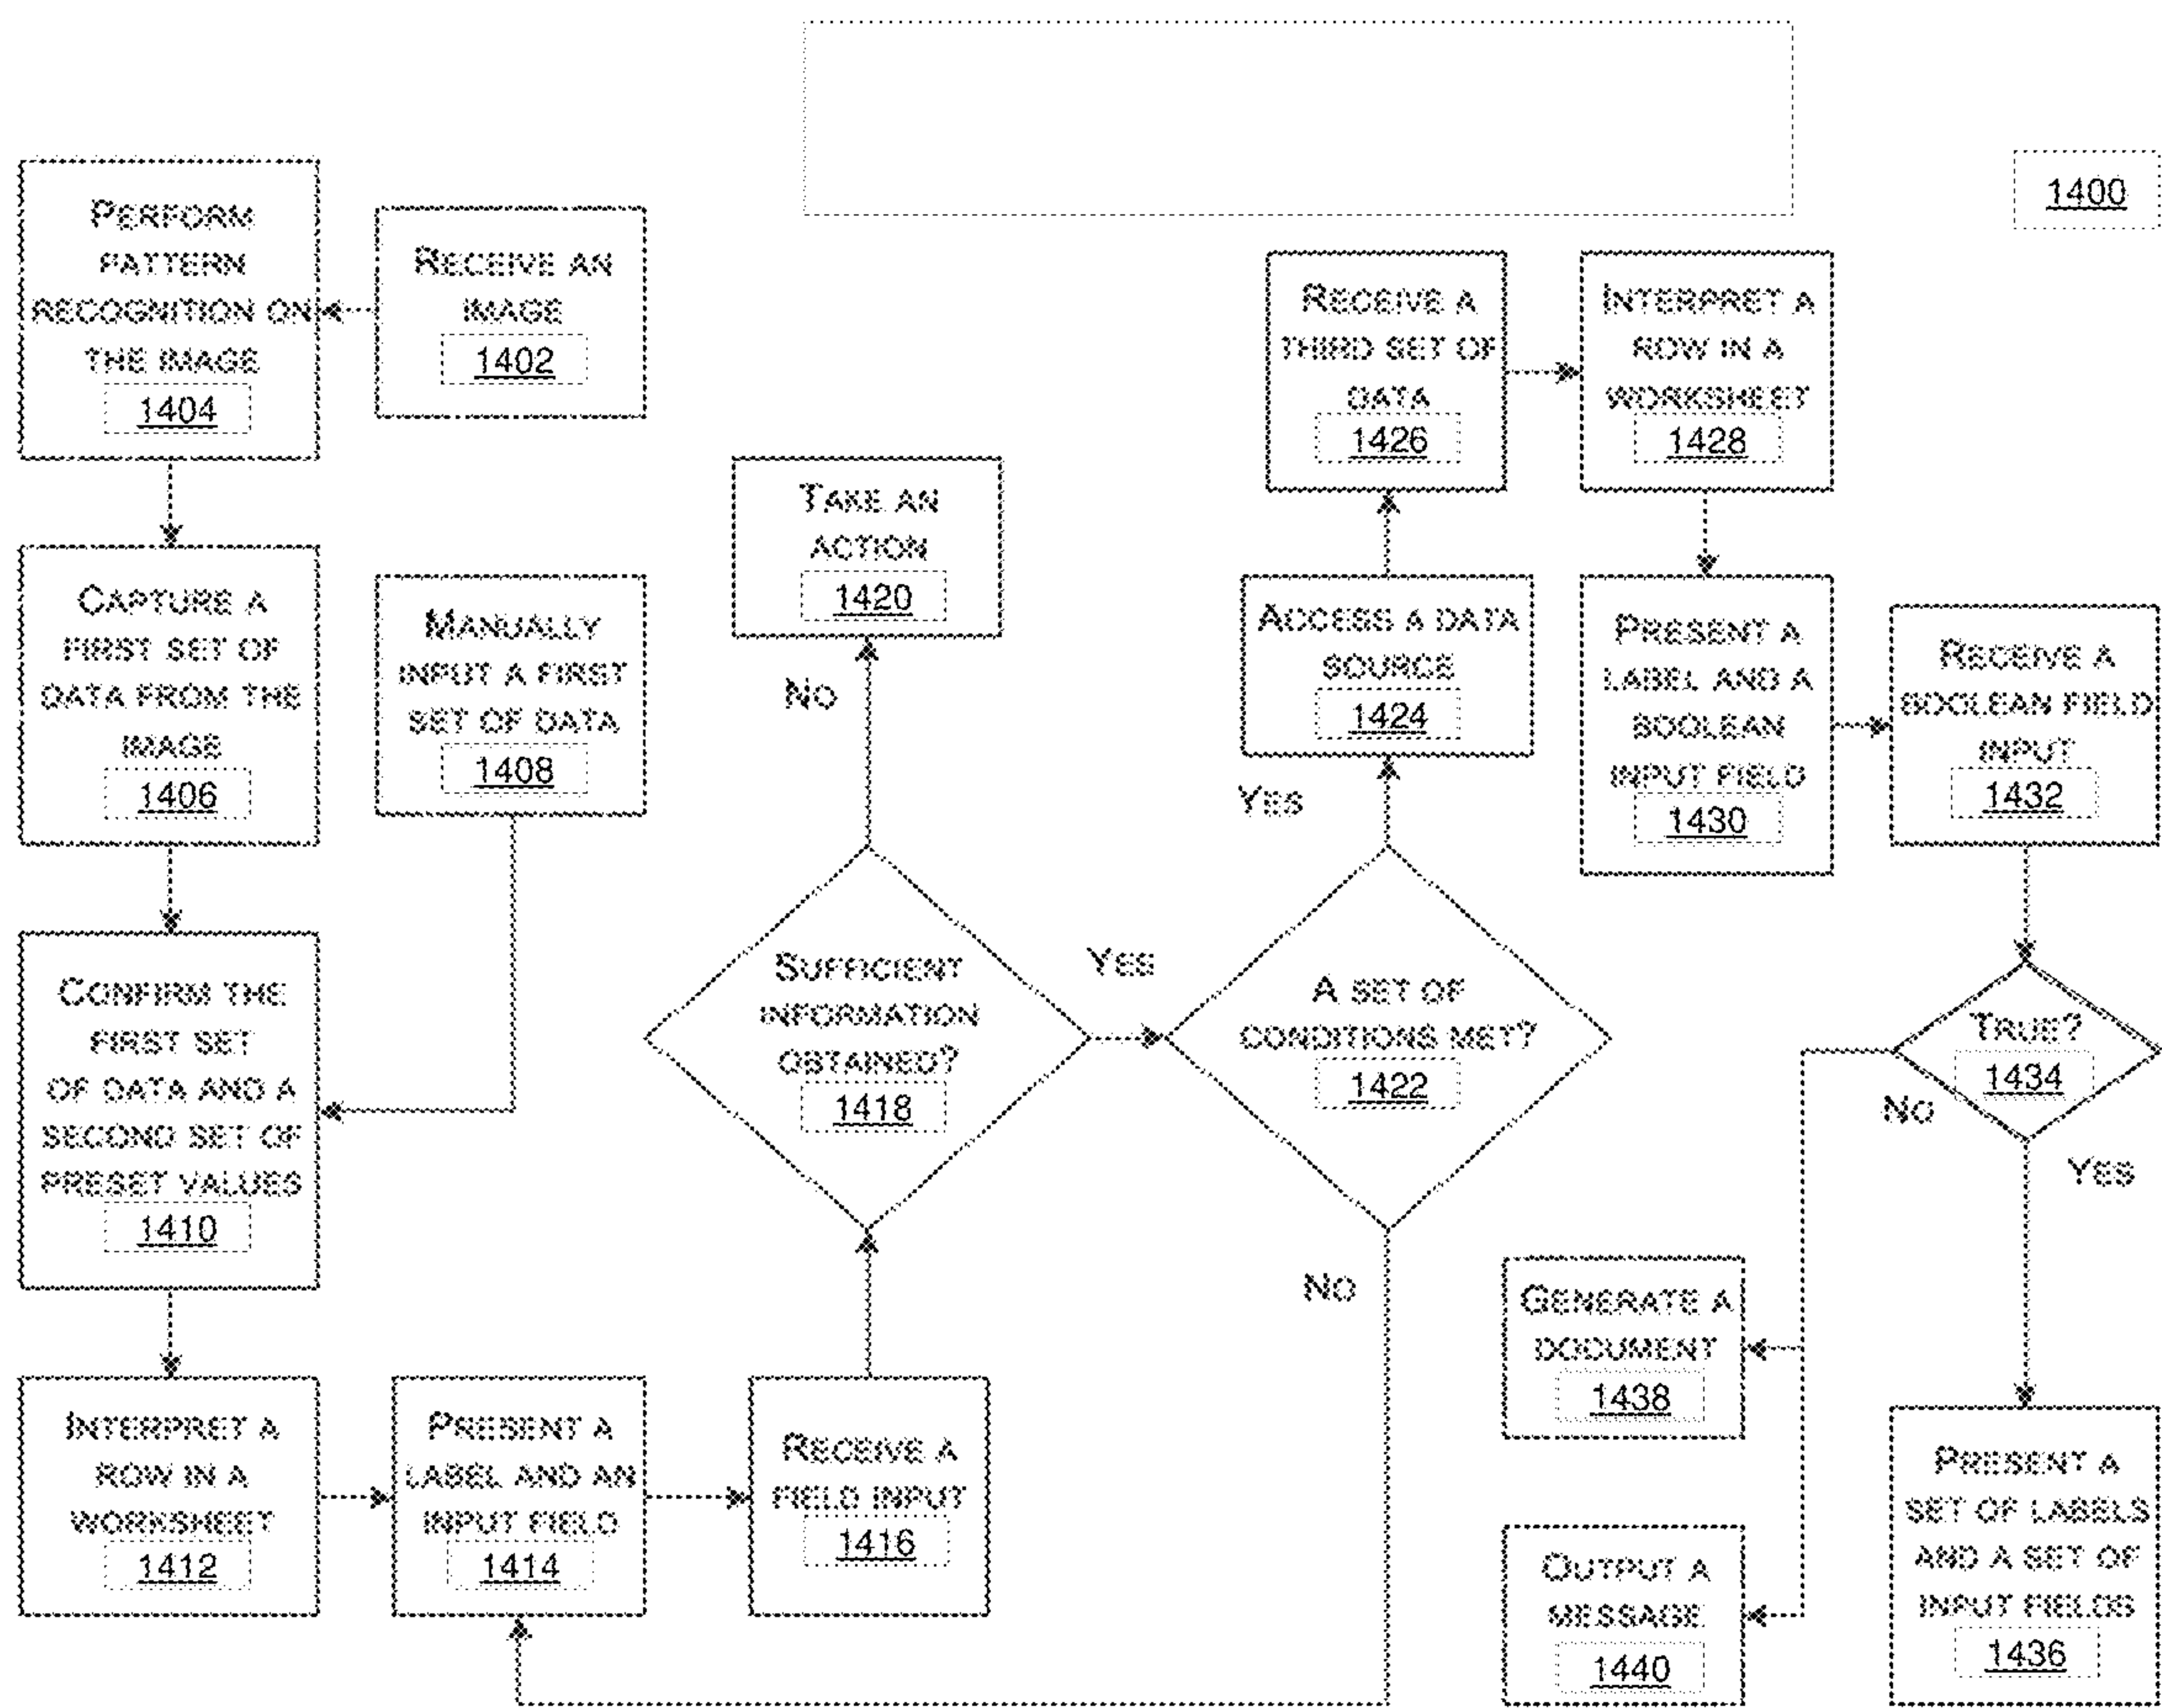 1400
PERFORM
PATTERN
RECOGNITION ON
THE IMAGE
1404
RECEIVE AN
IMAGE
1402
CAPTURE A
FIRST SET OF
DATA FROM THE
IMAGE
1406
MANUALLY
INPUT A FIRST
SET OF DATA
1408
CONFIRM THE
FIRST SET
OF DATA AND A
SECOND SET OF
PRESET VALUES
1410
INTERPRET A
ROW IN A
WORKSHEET
1412
PRESENT A
LABEL AND AN
INPUT FIELD
1414
RECEIVE A
FIELD INPUT
1416
SUFFICIENT
INFORMATION
OBTAINED?
1418
NO
TAKE AN
ACTION
1420
YES
A SET OF
CONDITIONS MET?
1422
NO
YES
ACCESS A DATA
SOURCE
1424
RECEIVE A
THIRD SET OF
DATA
1426
INTERPRET A
ROW IN A
WORKSHEET
1428
PRESENT A
LABEL AND A
BOOLEAN
INPUT FIELD
1430
RECEIVE A
BOOLEAN FIELD
INPUT
1432
TRUE?
1434
NO
YES
GENERATE A
DOCUMENT
1438
OUTPUT A
MESSAGE
1440
PRESENT A
SET OF LABELS
AND A SET OF
INPUT FIELDS
1436